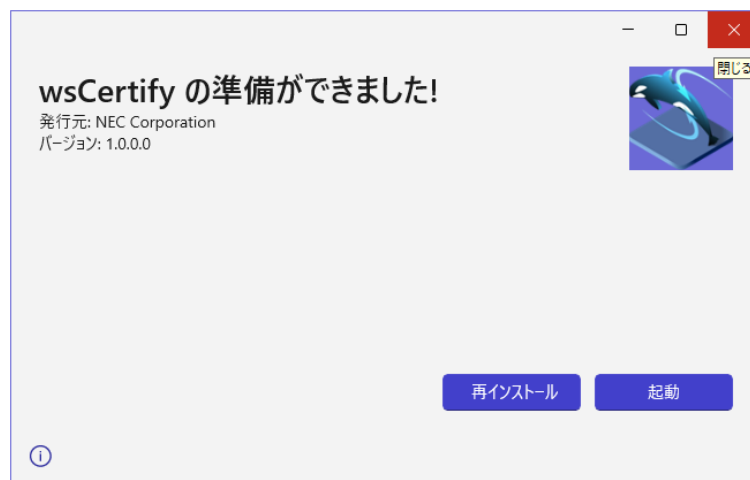 閉じる
wsCertify の準備ができました!
発行元: NEC Corporation
バージョン: 1.0.0.0
再インストール
起動